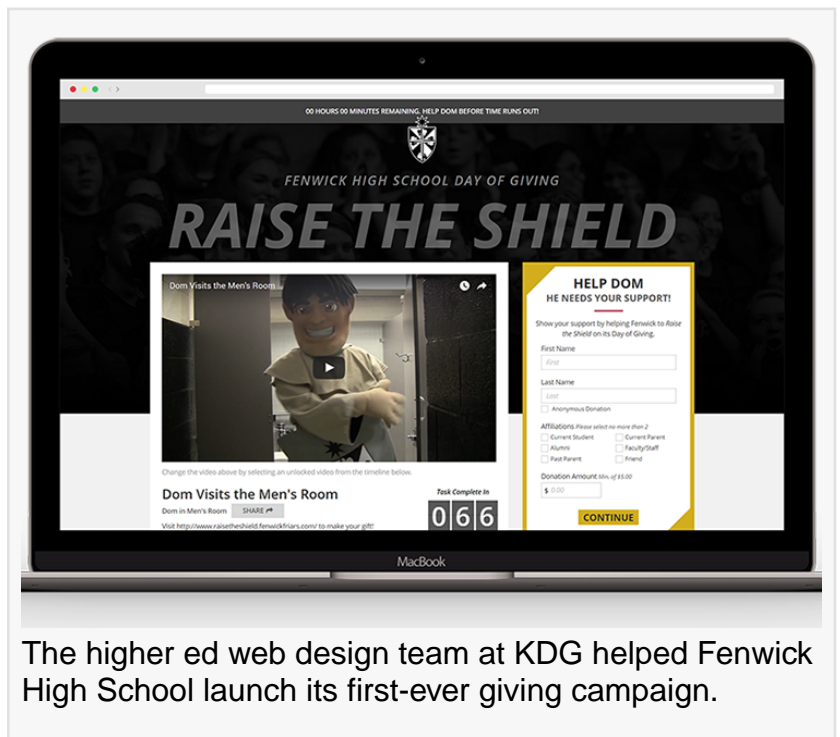 00 HOURS 00 MINUTES REMAINING. HELP DOM BEFORE TIME RUNS OUT!
FENWICK HIGH SCHOOL DAY OF GIVING
RAISE THE SHIELD
Dom Visits the Men's Room
Change the video above by selecting an unlocked video from the timeline below.
Dom Visits the Men's Room
Dom in Men's Room SHARE
Visit http://www.raisetheshield.fenwickfriars.com/ to make your gift!
Task Complete In
066
HELP DOM
HE NEEDS YOUR SUPPORT!
Show your support by helping Fenwick to Raise
the Shield on its Day of Giving.
First Name
First
Last Name
Last
Anonymous Donation
Affiliations Please select no more than 2
Current Student Current Parent
Alumni Faculty/Staff
Past Parent Friend
Donation Amount Min. of $5.00
$ 0.00
CONTINUE
MacBook
The higher ed web design team at KDG helped Fenwick
High School launch its first-ever giving campaign.